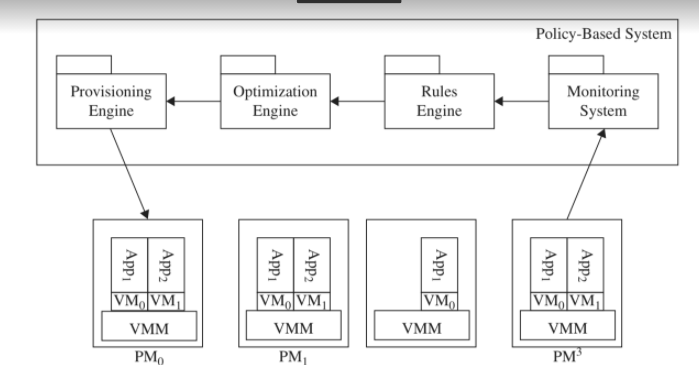 Policy-Based System
Provisioning
Engine
Optimization
Engine
Rules
Engine
Monitoring
System
App₁ App₂
VM₀ VM₁
VMM
PM₀
App₁ App₂
VM₀ VM₁
VMM
PM₁
App₁
VM₀
VMM
App₁ App₂
VM₀ VM₁
VMM
PM³